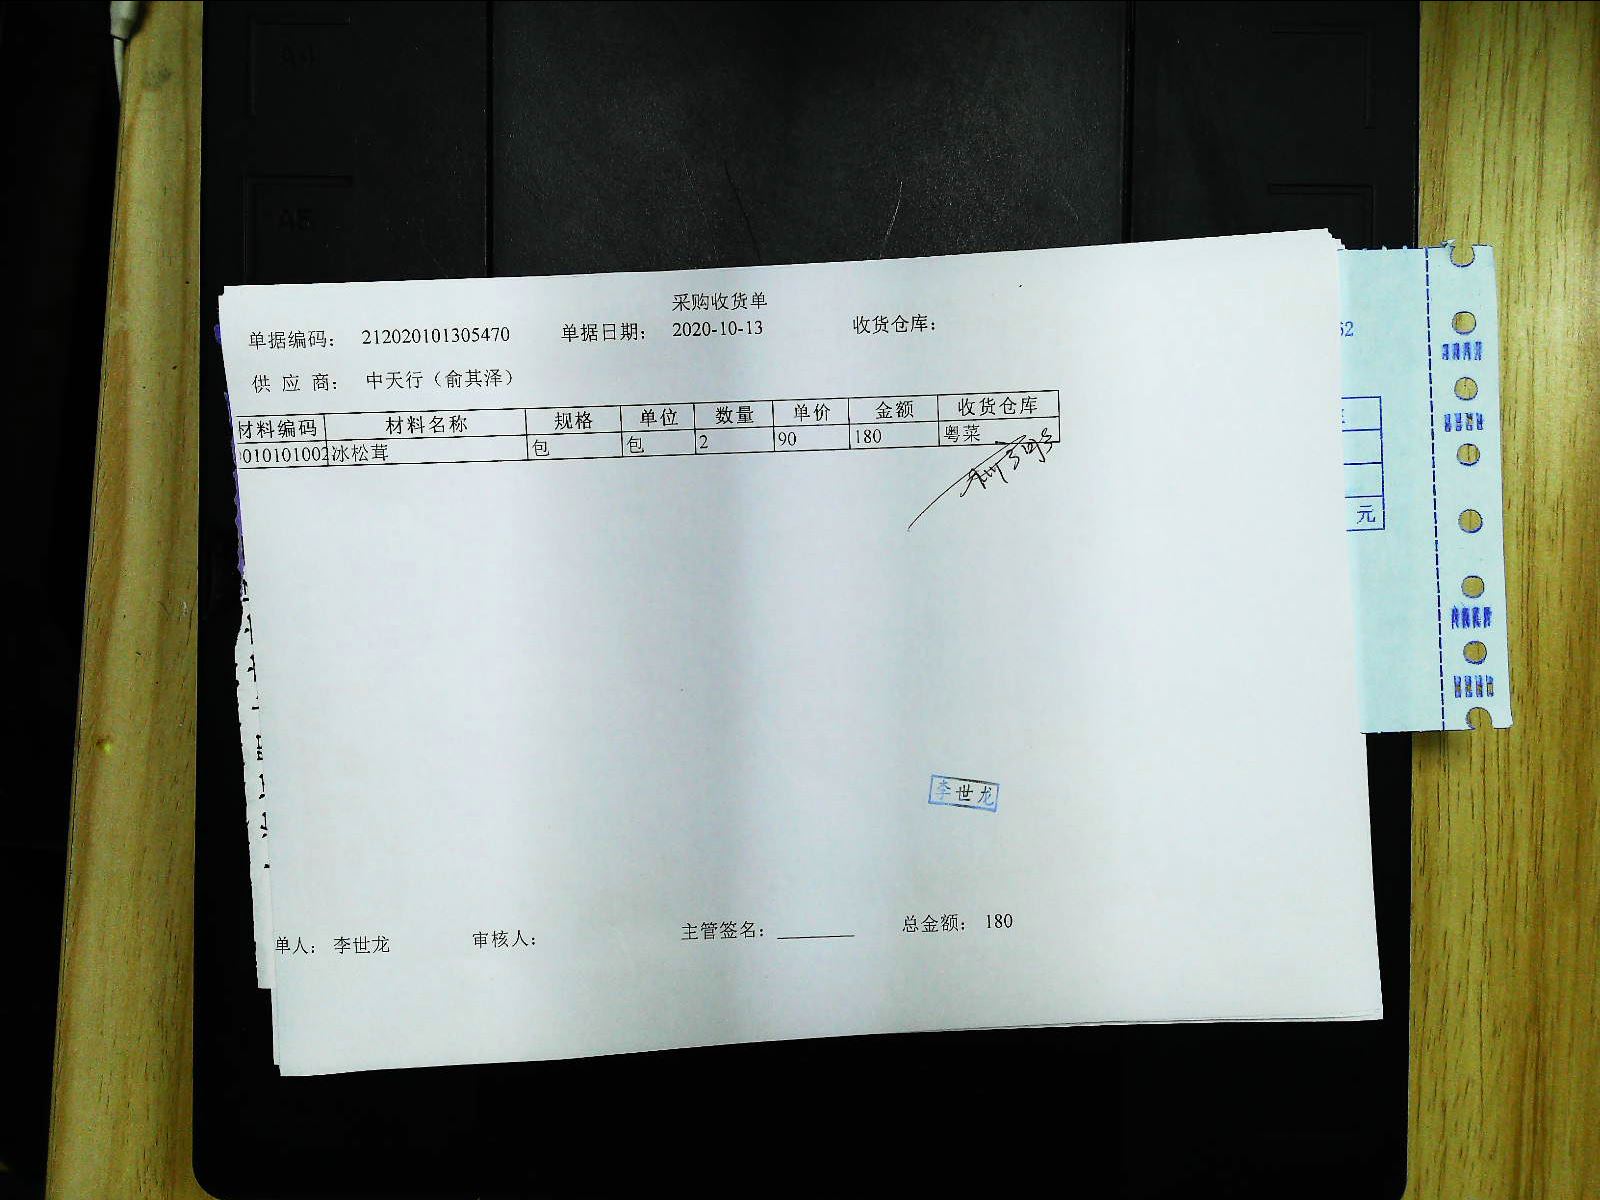 采购收货单
单据编码： 212020101305470 单据日期： 2020-10-13 收货仓库：
供 应 商： 中天行（俞其泽）
材料编码 材料名称 规格 单位 数量 单价 金额 收货仓库
010101002 冰松茸 包 包 2 90 180 粤菜
李世龙
单人： 李世龙 审核人： 主管签名： 总金额： 180
62
元